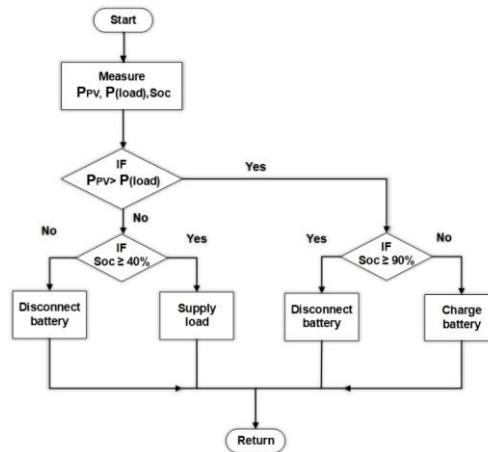 Start
Measure
PPV, P(load),Soc
IF
PPV> P(load)
Yes
No
No
IF
Soc ≥ 40%
Yes
Yes
IF
Soc ≥ 90%
No
Disconnect
battery
Supply
load
Disconnect
battery
Charge
battery
Return